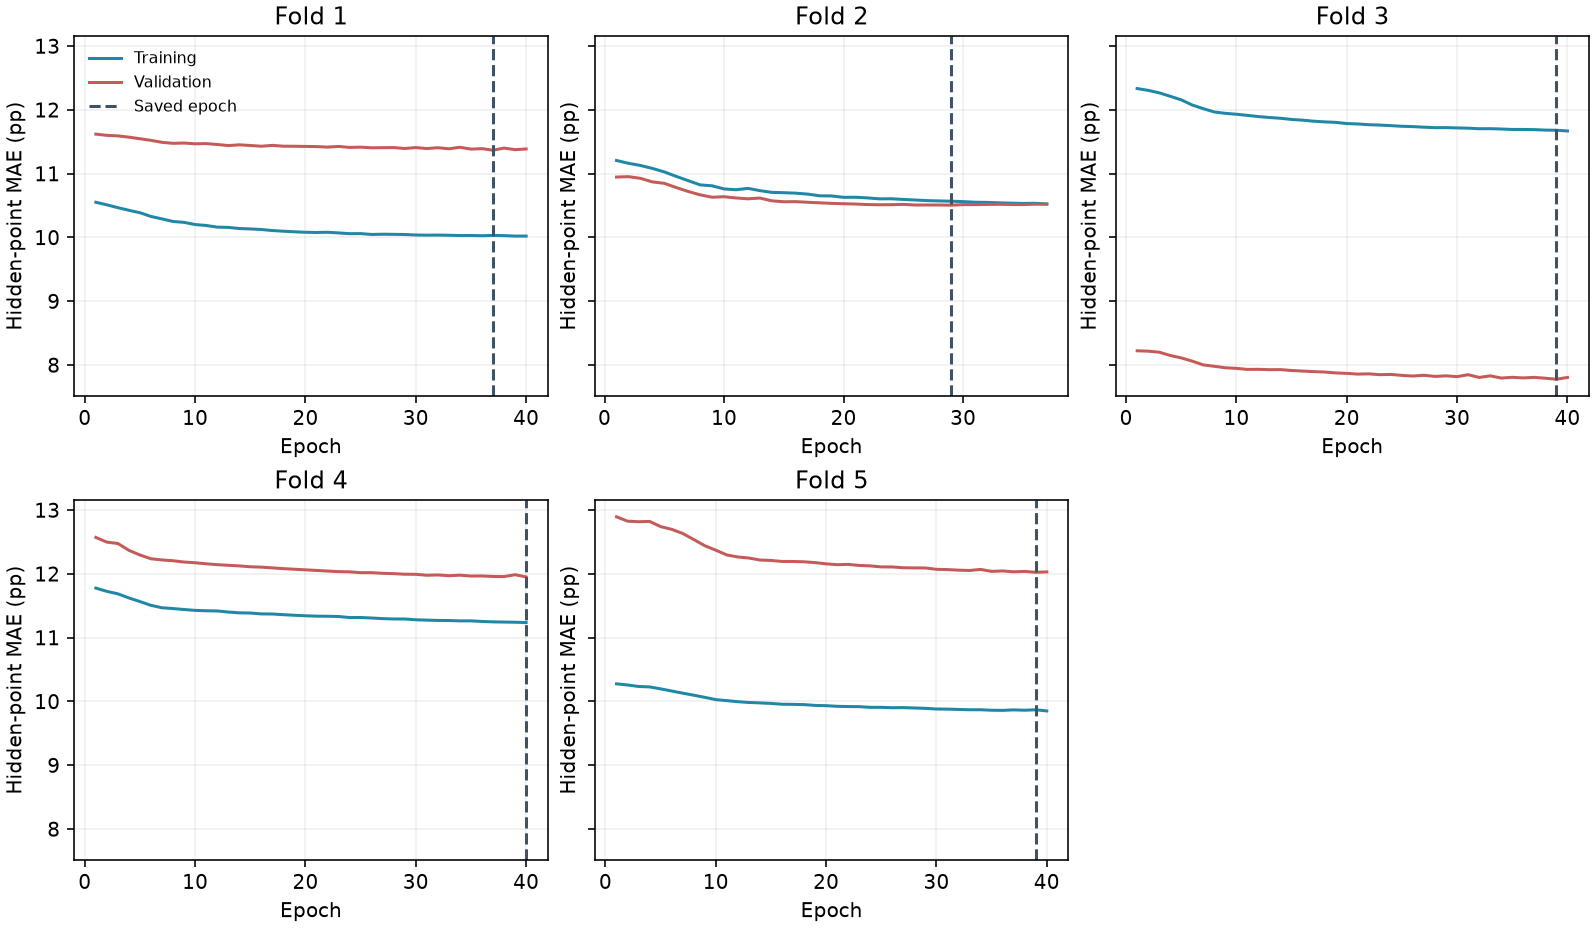 Fold 1
Fold 2
Fold 3
Training
Validation
Saved epoch
Hidden-point MAE (pp)
13
12
11
10
9
8
0 10 20 30 40
Epoch
Hidden-point MAE (pp)
0 10 20 30
Epoch
Hidden-point MAE (pp)
0 10 20 30 40
Epoch
Fold 4
Fold 5
Hidden-point MAE (pp)
13
12
11
10
9
8
0 10 20 30 40
Epoch
Hidden-point MAE (pp)
0 10 20 30 40
Epoch